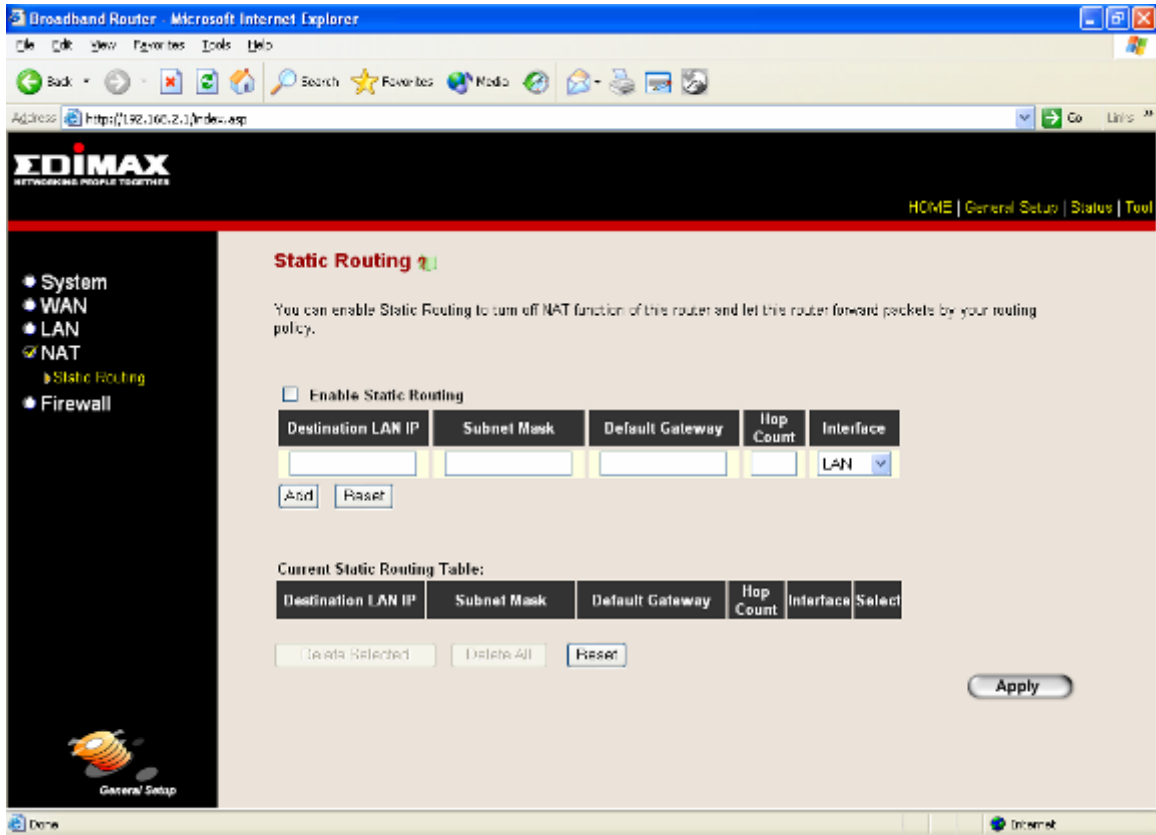 Broadband Router - Microsoft Internet Explorer
File Edit View Favorites Tools Help
Back Search Favorites Media
Address http://192.168.2.1/index.asp Go Links »
EDIMAX
NETWORKING PEOPLE TOGETHER
HOME | General Setup | Status | Tool
System
WAN
LAN
NAT
Static Routing
Firewall
General Setup
Static Routing
You can enable Static Routing to turn off NAT function of this router and let this router forward packets by your routing
policy.
Enable Static Routing
Destination LAN IP Subnet Mask Default Gateway Hop Count Interface
LAN
Add Reset
Current Static Routing Table:
Destination LAN IP Subnet Mask Default Gateway Hop Count Interface Select
Delete Selected Delete All Reset
Apply
Done Internet